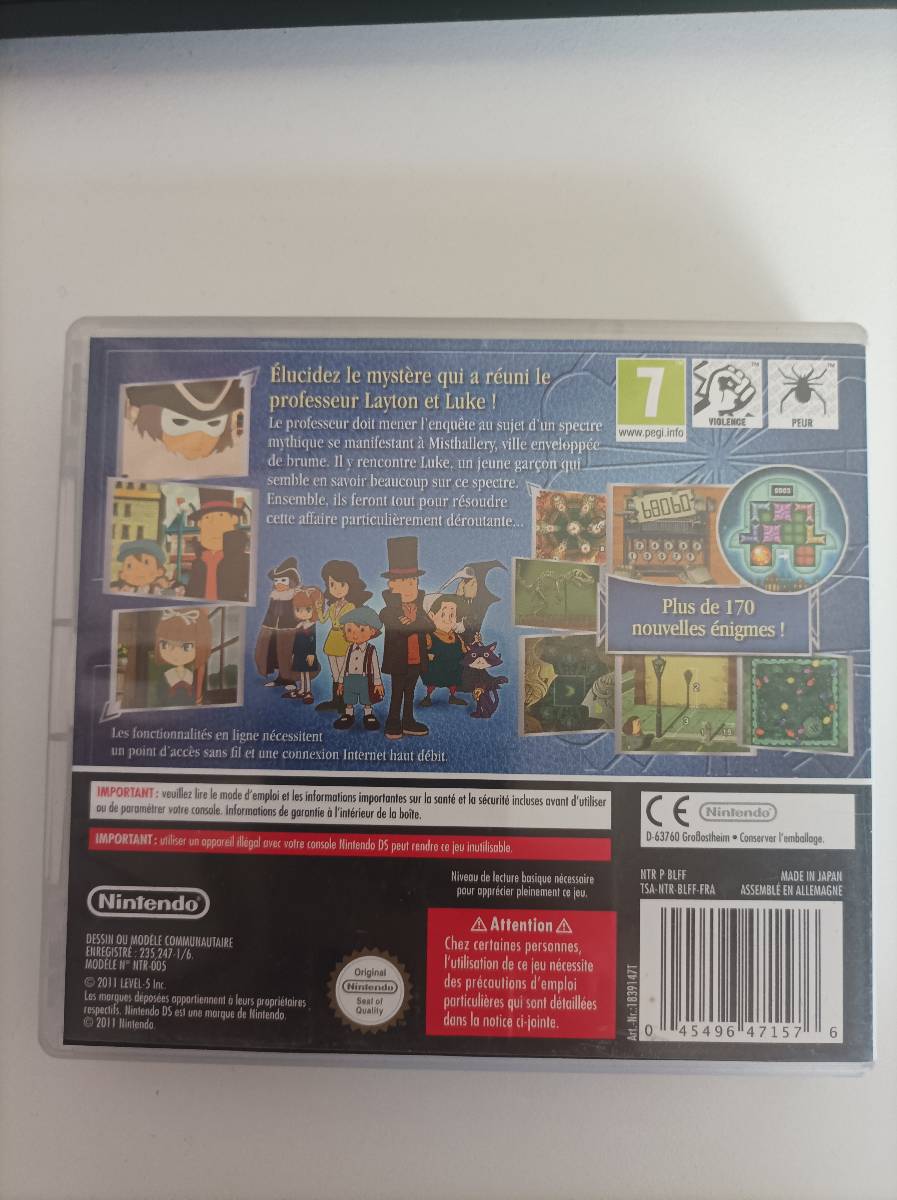 Élucidez le mystère qui a réuni le
professeur Layton et Luke !
Le professeur doit mener l'enquête au sujet d'un spectre
mythique se manifestant à Misthallery, ville enveloppée
de brume. Il y rencontre Luke, un jeune garçon qui
semble en savoir beaucoup sur ce spectre.
Ensemble, ils feront tout pour résoudre
cette affaire particulièrement déroutante...
7
www.pegi.info
VIOLENCE
PEUR
Plus de 170
nouvelles énigmes !
Les fonctionnalités en ligne nécessitent
un point d'accès sans fil et une connexion Internet haut débit.
IMPORTANT : veuillez lire le mode d'emploi et les informations importantes sur la santé et la sécurité incluses avant d'utiliser
ou de paramétrer votre console. Informations de garantie à l'intérieur de la boîte.
IMPORTANT : utiliser un appareil illégal avec votre console Nintendo DS peut rendre ce jeu inutilisable.
CE Nintendo
D-63760 Großostheim • Conserver l'emballage.
Niveau de lecture basique nécessaire
pour apprécier pleinement ce jeu.
NTR P BLFF MADE IN JAPAN
TSA-NTR-BLFF-FRA ASSEMBLÉ EN ALLEMAGNE
Nintendo
DESSIN OU MODÈLE COMMUNAUTAIRE
ENREGISTRÉ : 235,247-1/6.
MODÈLE N° NTR-005
© 2011 LEVEL-5 Inc.
Les marques déposées appartiennent à leurs propriétaires
respectifs. Nintendo DS est une marque de Nintendo.
© 2011 Nintendo.
Original
Nintendo
Seal of
Quality
⚠ Attention ⚠
Chez certaines personnes,
l'utilisation de ce jeu nécessite
des précautions d'emploi
particulières qui sont détaillées
dans la notice ci-jointe.
Art.-Nr.: 1839147T
0 45496 47157 6